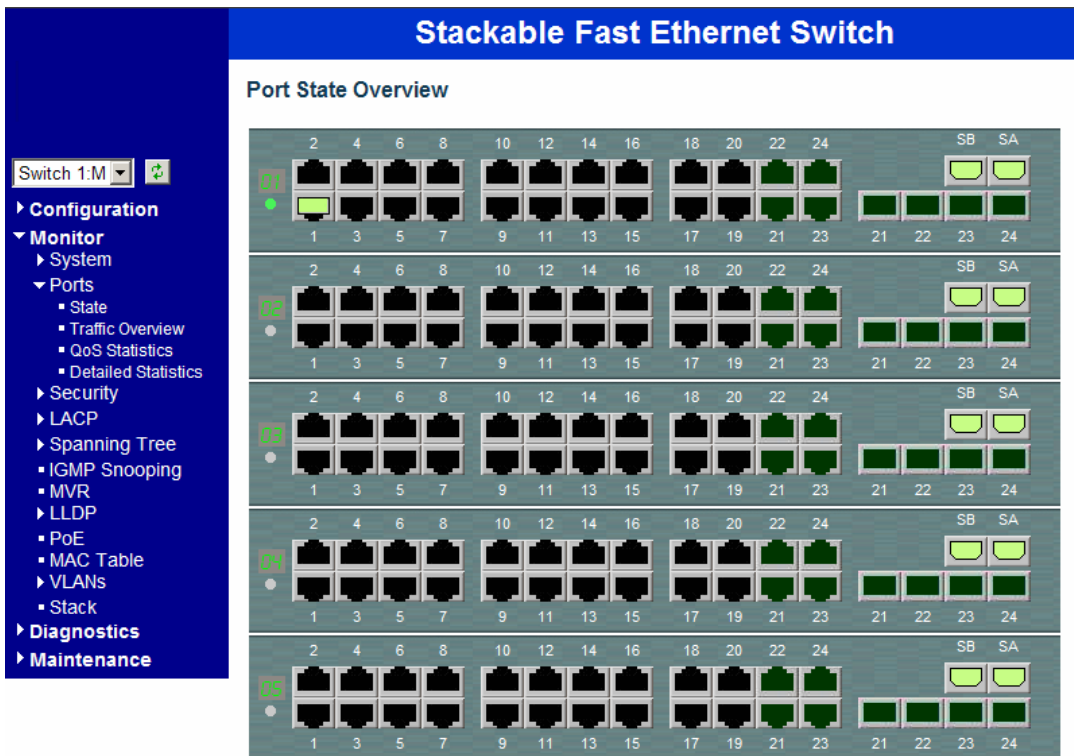 Stackable Fast Ethernet Switch
Port State Overview
Switch 1:M
Configuration
Monitor
System
Ports
State
Traffic Overview
QoS Statistics
Detailed Statistics
Security
LACP
Spanning Tree
IGMP Snooping
MVR
LLDP
PoE
MAC Table
VLANs
Stack
Diagnostics
Maintenance
2 4 6 8 10 12 14 16 18 20 22 24 SB SA
01
1 3 5 7 9 11 13 15 17 19 21 23 21 22 23 24
2 4 6 8 10 12 14 16 18 20 22 24 SB SA
02
1 3 5 7 9 11 13 15 17 19 21 23 21 22 23 24
2 4 6 8 10 12 14 16 18 20 22 24 SB SA
03
1 3 5 7 9 11 13 15 17 19 21 23 21 22 23 24
2 4 6 8 10 12 14 16 18 20 22 24 SB SA
04
1 3 5 7 9 11 13 15 17 19 21 23 21 22 23 24
2 4 6 8 10 12 14 16 18 20 22 24 SB SA
05
1 3 5 7 9 11 13 15 17 19 21 23 21 22 23 24